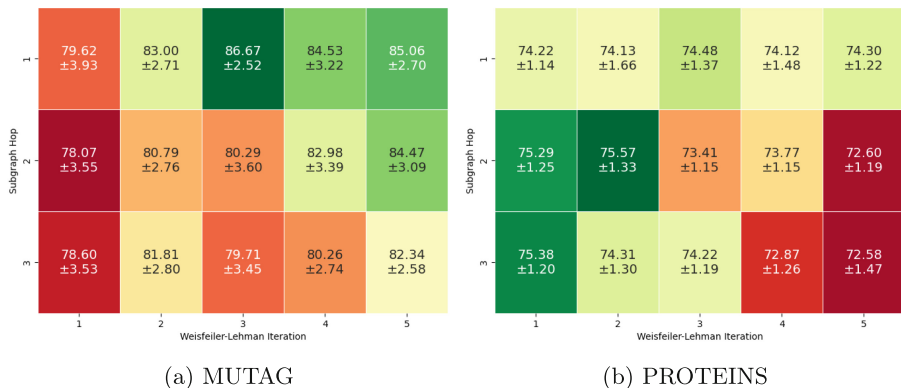 79.62 83.00 86.67 84.53 85.06
±3.93 ±2.71 ±2.52 ±3.22 ±2.70
78.07 80.79 80.29 82.98 84.47
±3.55 ±2.76 ±3.60 ±3.39 ±3.09
78.60 81.81 79.71 80.26 82.34
±3.53 ±2.80 ±3.45 ±2.74 ±2.58
1
2
3
Subgraph Hop
1 2 3 4 5
Weisfeiler-Lehman Iteration
(a) MUTAG
74.22 74.13 74.48 74.12 74.30
±1.14 ±1.66 ±1.37 ±1.48 ±1.22
75.29 75.57 73.41 73.77 72.60
±1.25 ±1.33 ±1.15 ±1.15 ±1.19
75.38 74.31 74.22 72.87 72.58
±1.20 ±1.30 ±1.19 ±1.26 ±1.47
1
2
3
Subgraph Hop
1 2 3 4 5
Weisfeiler-Lehman Iteration
(b) PROTEINS